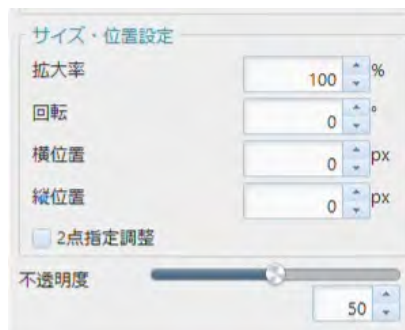 サイズ・位置設定
拡大率 100 %
回転 0 °
横位置 0 px
縦位置 0 px
2点指定調整
不透明度
50